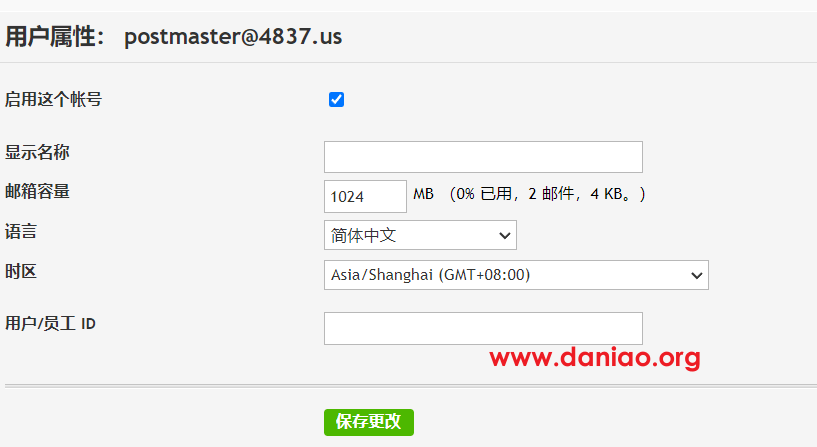 用户属性： postmaster@4837.us
启用这个帐号
显示名称
邮箱容量 1024 MB （0% 已用，2 邮件，4 KB。）
语言 简体中文
时区 Asia/Shanghai (GMT+08:00)
用户/员工 ID
www.daniao.org
保存更改